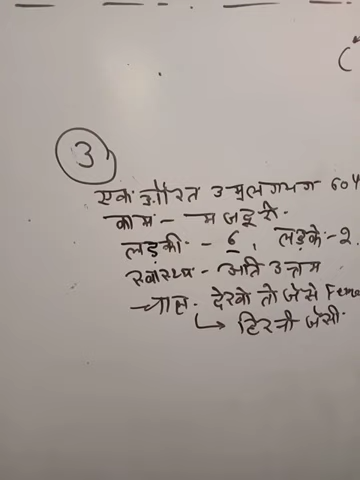 (
3
एक औरत उम्र लगभग 60 y
काम - मजदूरी.
लड़की - 6, लड़के - 2.
स्वास्थ्य - अति उत्तम
चाल - देखो तो जैसे
↳ हिरनी जैसी.